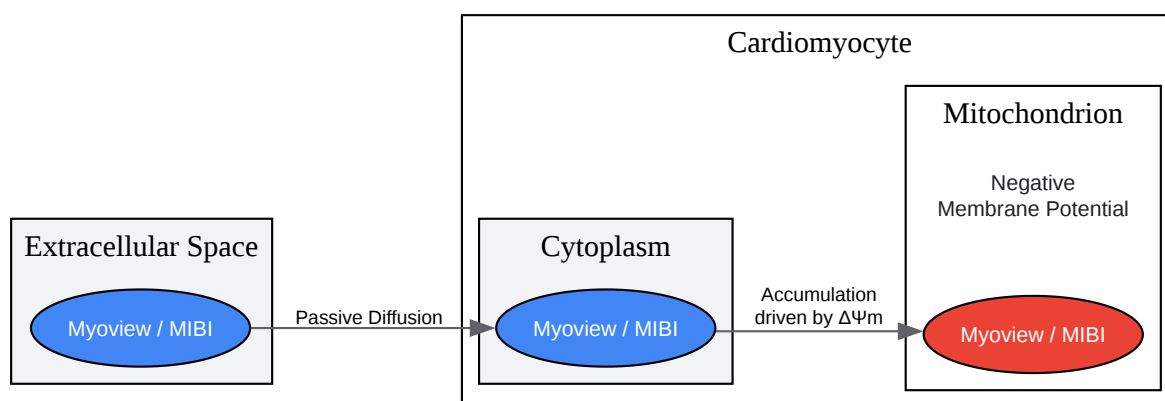 Cardiomyocyte
Mitochondrion
Negative
Membrane Potential
Extracellular Space
Cytoplasm
Myoview / MIBI
Passive Diffusion
Myoview / MIBI
Accumulation
driven by ΔΨm
Myoview / MIBI